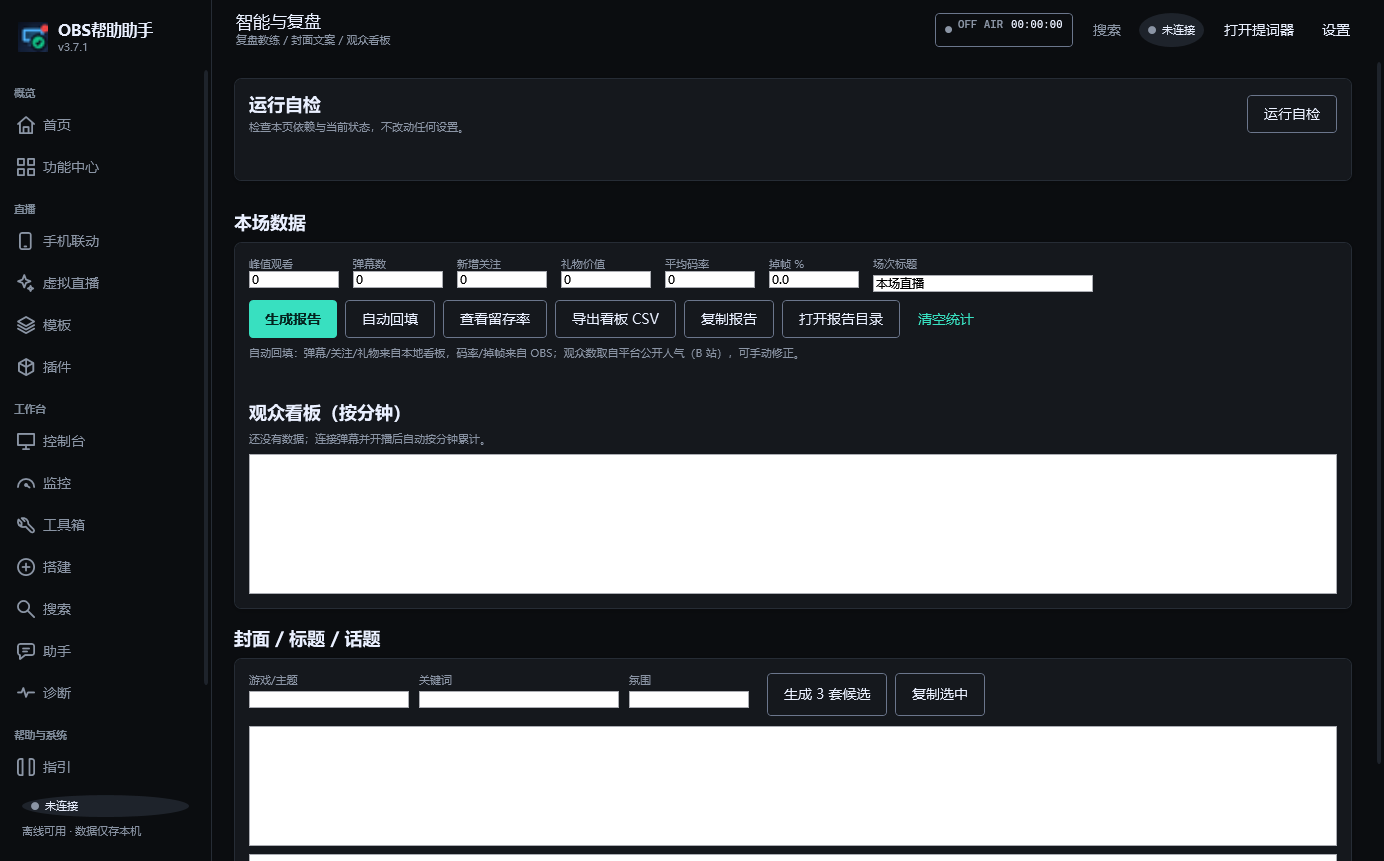 OBS帮助助手
v3.7.1
概览
首页
功能中心
直播
手机联动
虚拟直播
模板
插件
工作台
控制台
监控
工具箱
搭建
搜索
助手
诊断
帮助与系统
指引
未连接
离线可用 · 数据仅存本机
智能与复盘
复盘教练 / 封面文案 / 观众看板
OFF AIR 00:00:00
搜索
未连接
打开提词器
设置
运行自检
检查本页依赖与当前状态，不改动任何设置。
运行自检
本场数据
峰值观看 弹幕数 新增关注 礼物价值 平均码率 掉帧 % 场次标题
0 0 0 0 0 0.0 本场直播
生成报告 自动回填 查看留存率 导出看板 CSV 复制报告 打开报告目录 清空统计
自动回填：弹幕/关注/礼物来自本地看板，码率/掉帧来自 OBS；观众数取自平台公开人气（B 站），可手动修正。
观众看板（按分钟）
还没有数据；连接弹幕并开播后自动按分钟累计。
封面 / 标题 / 话题
游戏/主题 关键词 氛围
生成 3 套候选 复制选中